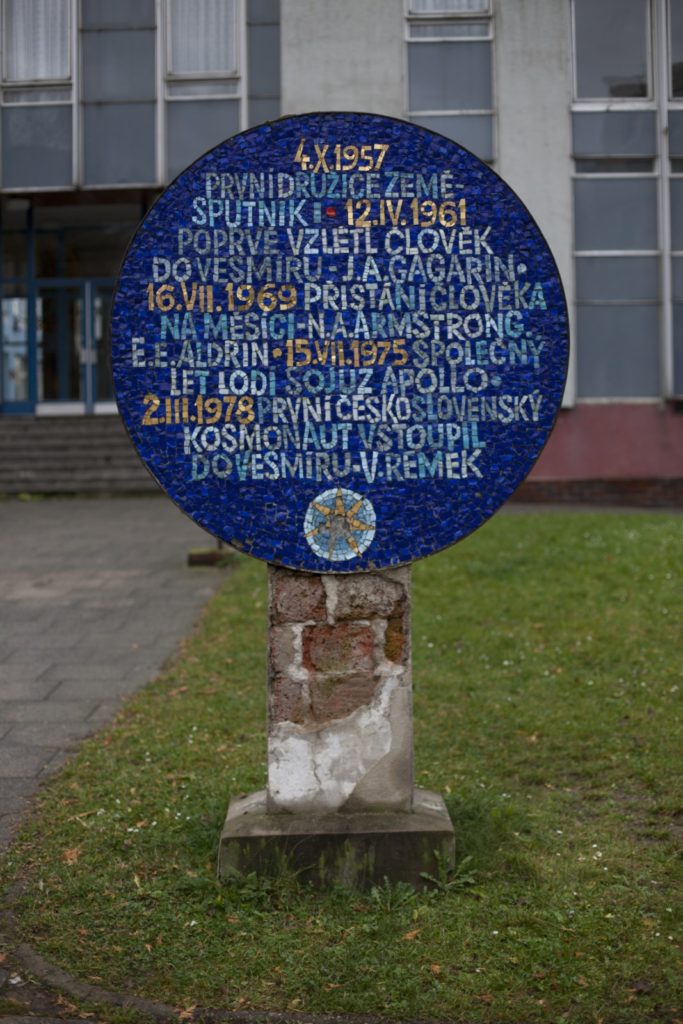 4.X.1957
PRVNÍ DRUŽICE ZEMĚ-
SPUTNIK I • 12.IV.1961
POPRVÉ VZLÉTL ČLOVĚK
DO VESMÍRU - J.A.GAGARIN •
16.VII.1969 PŘISTÁNÍ ČLOVĚKA
NA MĚSÍCI - N.A.ARMSTRONG.
E.E.ALDRIN • 15.VII.1975 SPOLEČNÝ
LET LODÍ SOJUZ APOLLO •
2.III.1978 PRVNÍ ČESKOSLOVENSKÝ
KOSMONAUT VSTOUPIL
DO VESMÍRU - V.REMEK